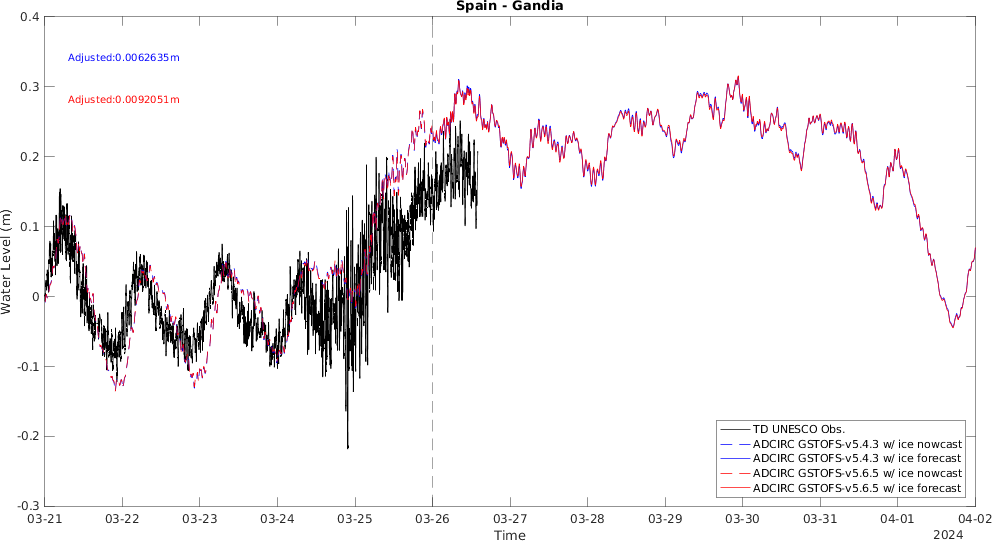 Spain - Gandia
Adjusted:0.0062635m
Adjusted:0.0092051m
Water Level (m)
0.4
0.3
0.2
0.1
0
-0.1
-0.2
-0.3
TD UNESCO Obs.
ADCIRC GSTOFS-v5.4.3 w/ ice nowcast
ADCIRC GSTOFS-v5.4.3 w/ ice forecast
ADCIRC GSTOFS-v5.6.5 w/ ice nowcast
ADCIRC GSTOFS-v5.6.5 w/ ice forecast
03-21 03-22 03-23 03-24 03-25 03-26 03-27 03-28 03-29 03-30 03-31 04-01 04-02
Time
2024